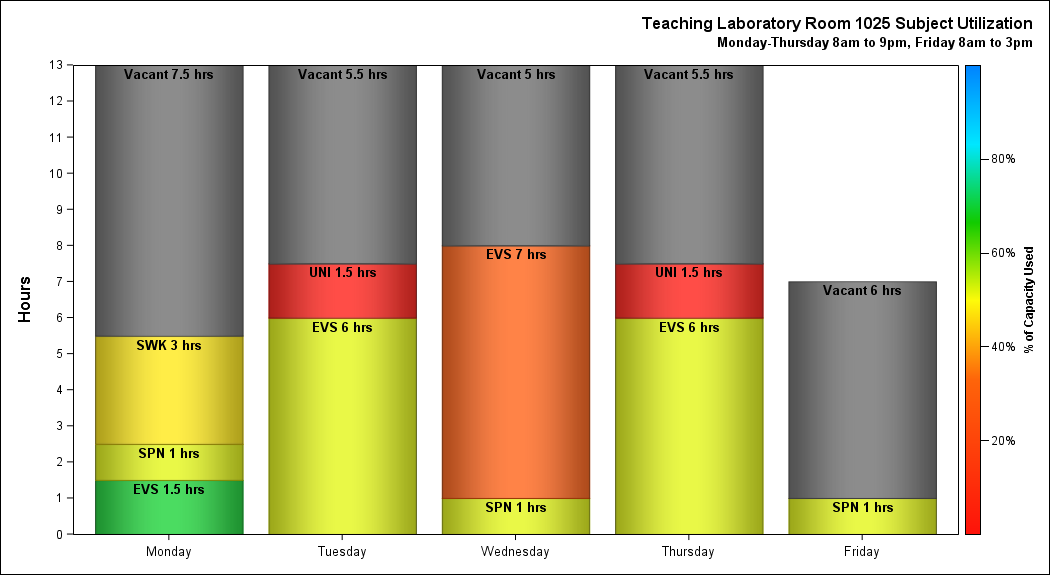 Teaching Laboratory Room 1025 Subject Utilization
Monday-Thursday 8am to 9pm, Friday 8am to 3pm
Hours
13
12
11
10
9
8
7
6
5
4
3
2
1
0
Vacant 7.5 hrs
SWK 3 hrs
SPN 1 hrs
EVS 1.5 hrs
Vacant 5.5 hrs
UNI 1.5 hrs
EVS 6 hrs
Vacant 5 hrs
EVS 7 hrs
SPN 1 hrs
Vacant 5.5 hrs
UNI 1.5 hrs
EVS 6 hrs
Vacant 6 hrs
SPN 1 hrs
Monday
Tuesday
Wednesday
Thursday
Friday
80%
60%
40%
20%
% of Capacity Used